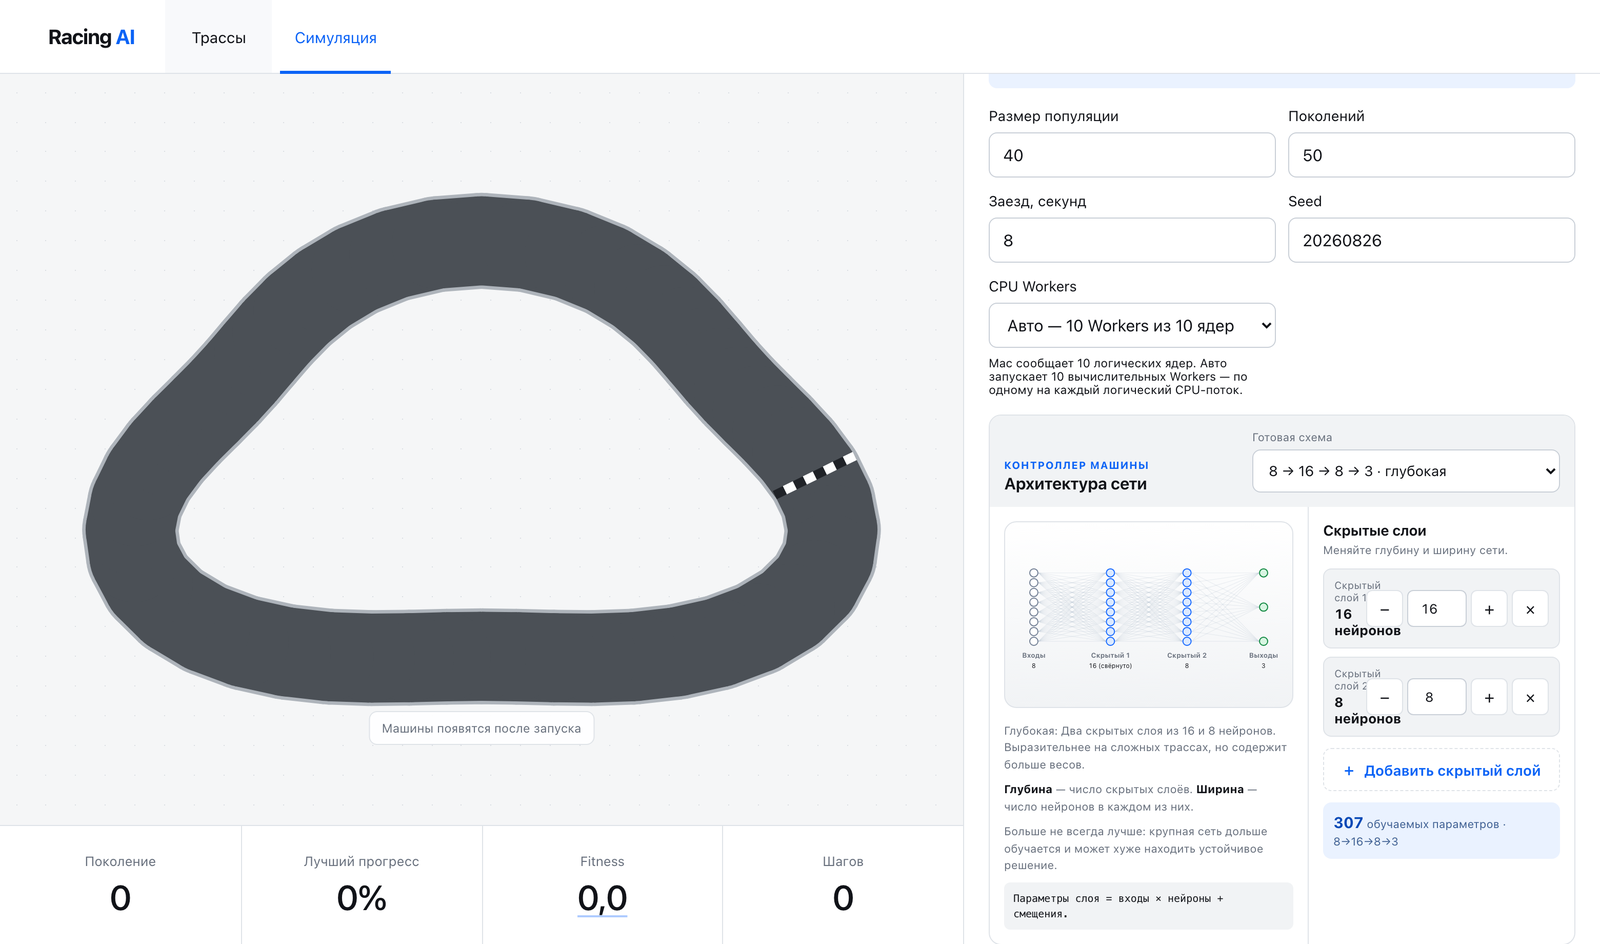 Racing AI
Трассы
Симуляция
Машины появятся после запуска
Поколение
0
Лучший прогресс
0%
Fitness
0,0
Шагов
0
Размер популяции
40
Поколений
50
Заезд, секунд
8
Seed
20260826
CPU Workers
Авто — 10 Workers из 10 ядер
Mac сообщает 10 логических ядер. Авто
запускает 10 вычислительных Workers — по
одному на каждый логический CPU-поток.
КОНТРОЛЛЕР МАШИНЫ
Архитектура сети
Готовая схема
8 → 16 → 8 → 3 · глубокая
Входы
8
Скрытый 1
16 (свёрнуто)
Скрытый 2
8
Выходы
3
Глубокая: Два скрытых слоя из 16 и 8 нейронов.
Выразительнее на сложных трассах, но содержит
больше весов.
Глубина — число скрытых слоёв. Ширина —
число нейронов в каждом из них.
Больше не всегда лучше: крупная сеть дольше
обучается и может хуже находить устойчивое
решение.
Параметры слоя = входы × нейроны +
смещения.
Скрытые слои
Меняйте глубину и ширину сети.
Скрытый
слой 1
16
нейронов
− 16 + ×
Скрытый
слой 2
8
нейронов
− 8 + ×
+ Добавить скрытый слой
307 обучаемых параметров ·
8→16→8→3